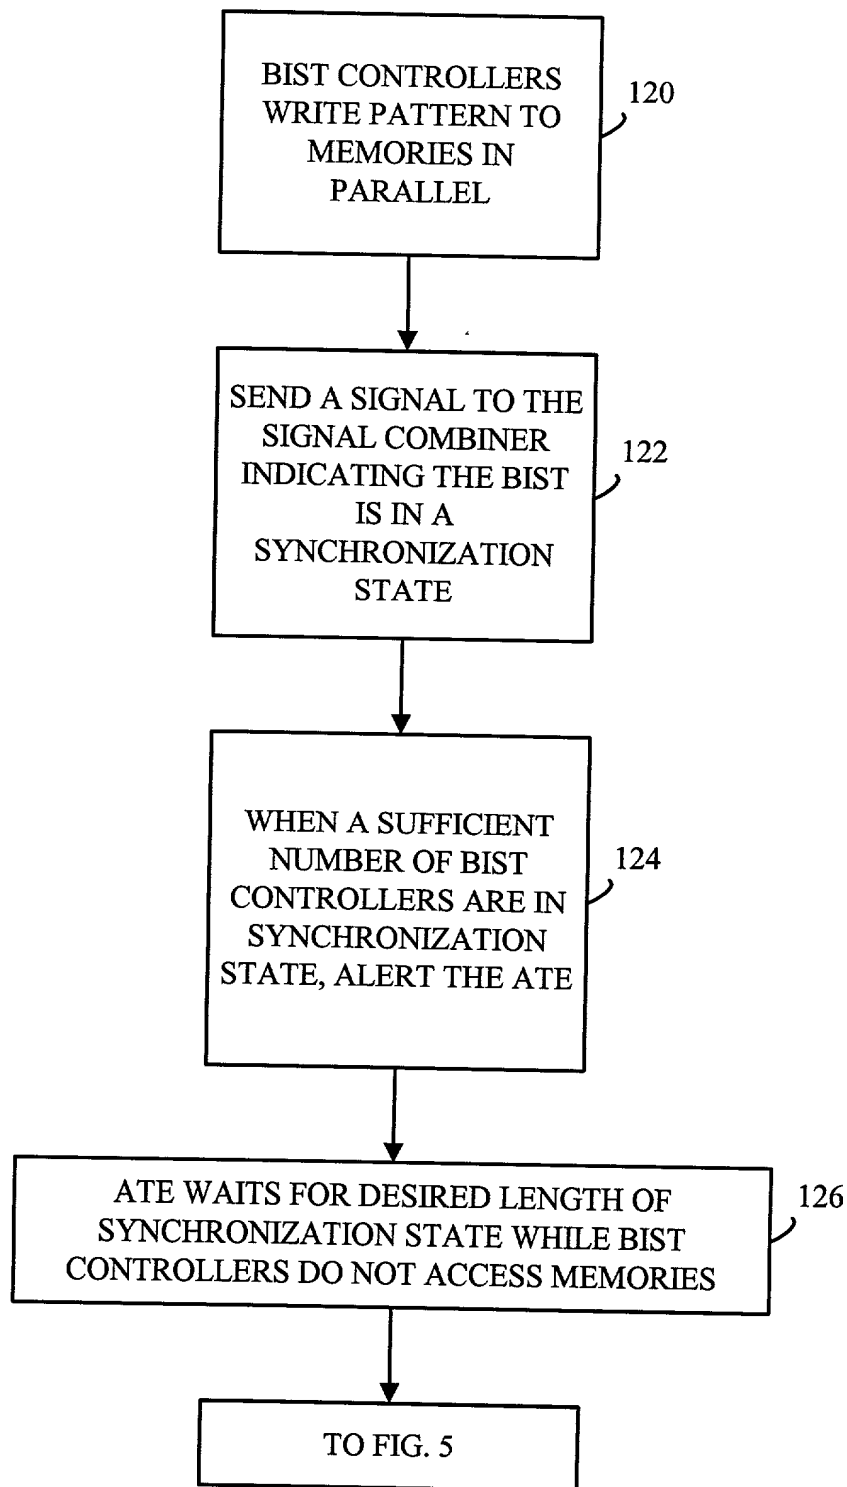 BIST CONTROLLERS
WRITE PATTERN TO
MEMORIES IN
PARALLEL
120
SEND A SIGNAL TO THE
SIGNAL COMBINER
INDICATING THE BIST
IS IN A
SYNCHRONIZATION
STATE
122
WHEN A SUFFICIENT
NUMBER OF BIST
CONTROLLERS ARE IN
SYNCHRONIZATION
STATE, ALERT THE ATE
124
ATE WAITS FOR DESIRED LENGTH OF
SYNCHRONIZATION STATE WHILE BIST
CONTROLLERS DO NOT ACCESS MEMORIES
126
TO FIG. 5